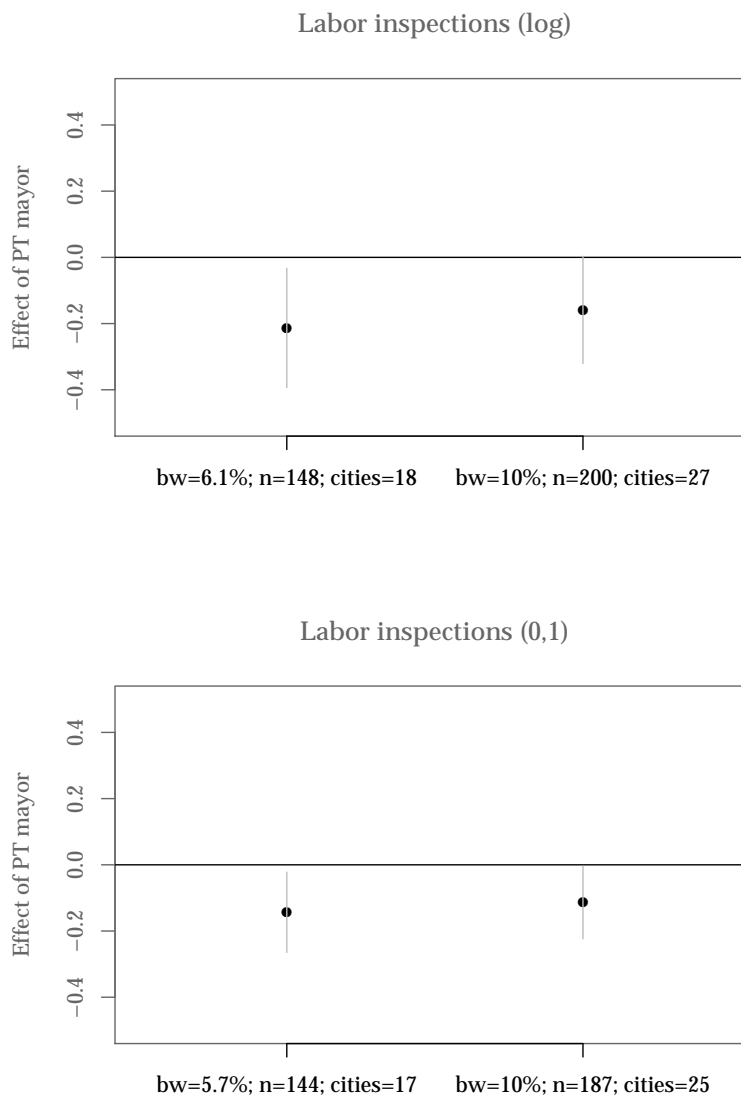 Labor inspections (log)
Effect of PT mayor
0.4
0.2
0.0
−0.2
−0.4
bw=6.1%; n=148; cities=18
bw=10%; n=200; cities=27
Labor inspections (0,1)
Effect of PT mayor
0.4
0.2
0.0
−0.2
−0.4
bw=5.7%; n=144; cities=17
bw=10%; n=187; cities=25